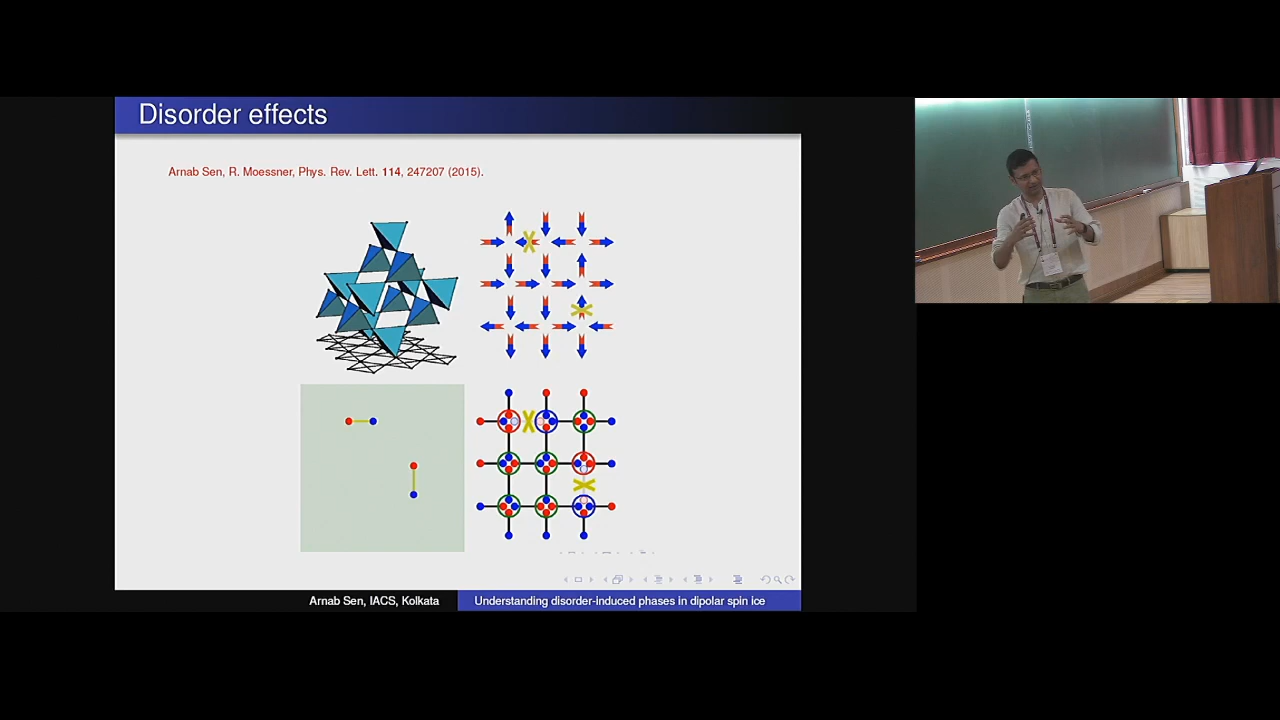 Disorder effects
Arnab Sen, R. Moessner, Phys. Rev. Lett. 114, 247207 (2015).
Arnab Sen, IACS, Kolkata
Understanding disorder-induced phases in dipolar spin ice